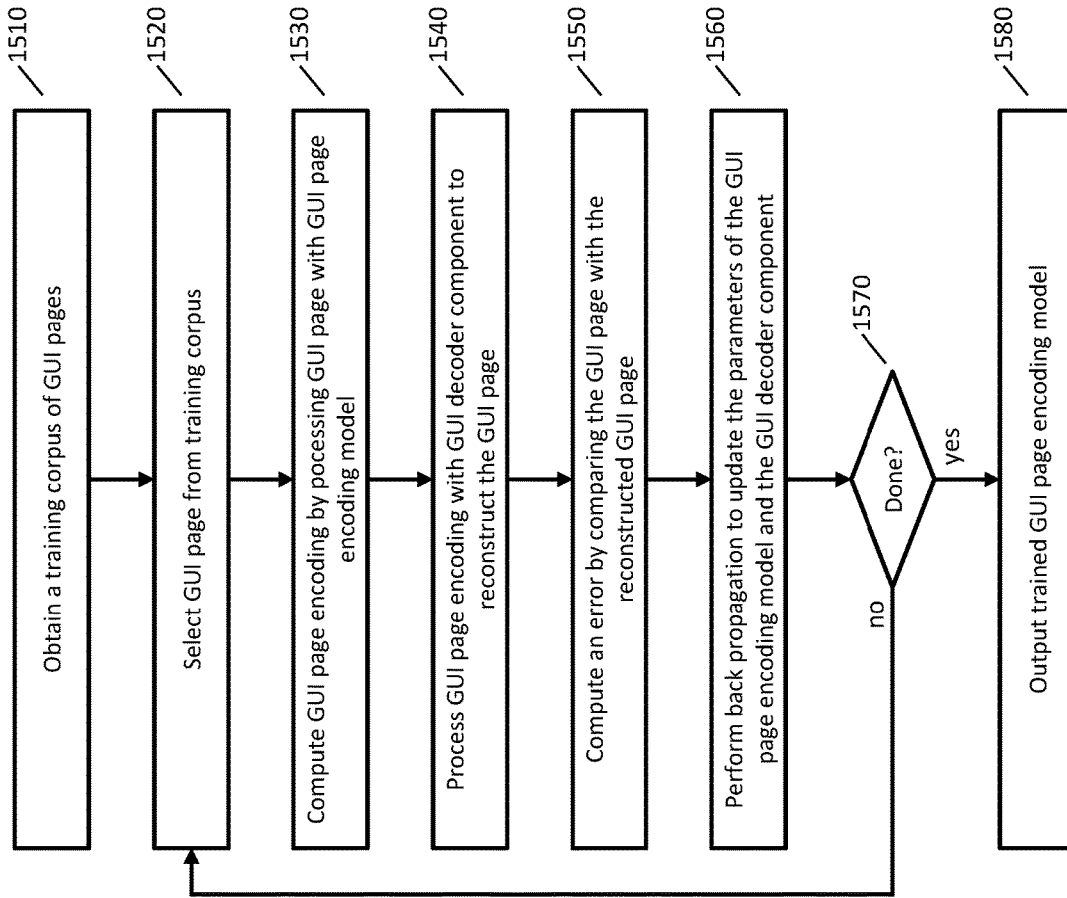 Obtain a training corpus of GUI pages
1510
Select GUI page from training corpus
1520
Compute GUI page encoding by pocessing GUI page with GUI page
encoding model
1530
Process GUI page encoding with GUI decoder component to
reconstruct the GUI page
1540
Compute an error by comparing the GUI page with the
reconstructed GUI page
1550
Perform back propagation to update the parameters of the GUI
page encoding model and the GUI decoder component
1560
Done?
1570
no
yes
Output trained GUI page encoding model
1580